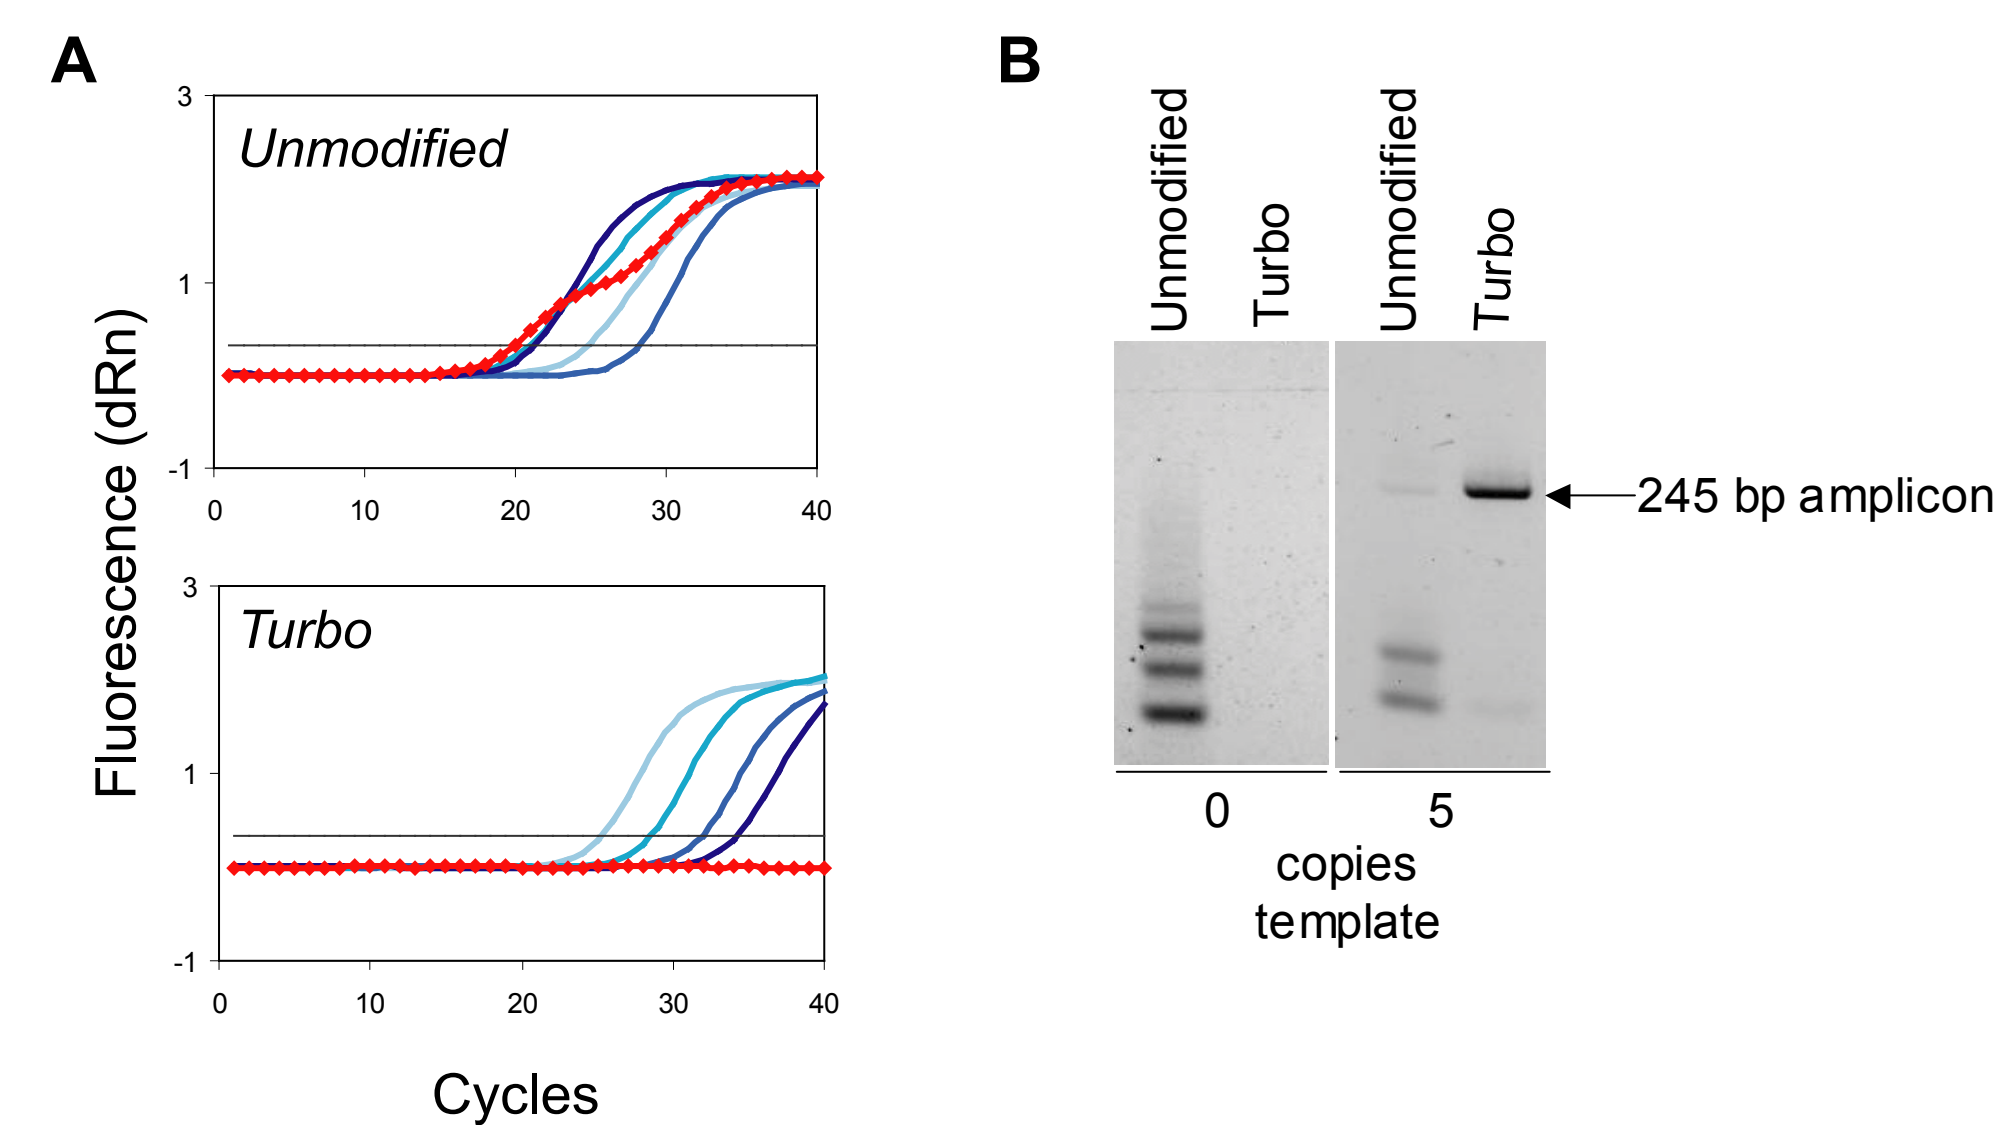 A
Fluorescence (dRn)
3
1
-1
Unmodified
0 10 20 30 40
3
1
-1
Turbo
0 10 20 30 40
Cycles
B
Unmodified
Turbo
Unmodified
Turbo
245 bp amplicon
0 5
copies
template